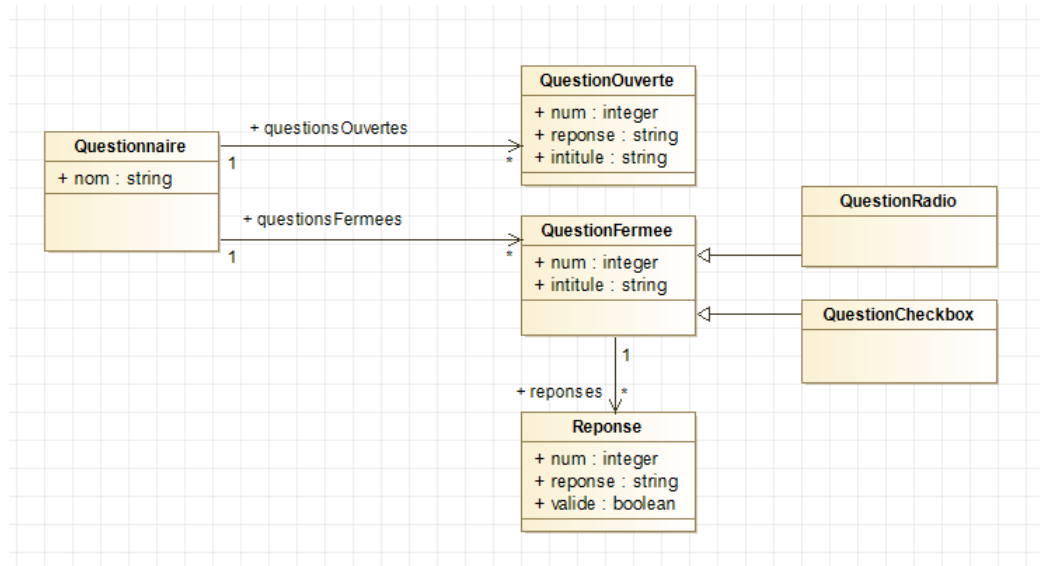 Questionnaire
+ nom : string
+ questionsOuvertes
1
*
QuestionOuverte
+ num : integer
+ reponse : string
+ intitule : string
+ questionsFermees
1
*
QuestionFermee
+ num : integer
+ intitule : string
QuestionRadio
QuestionCheckbox
1
+ reponses
*
Reponse
+ num : integer
+ reponse : string
+ valide : boolean